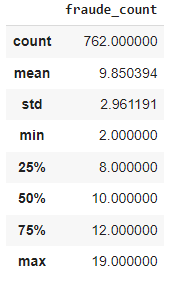 fraude_count
count 762.000000
mean 9.850394
std 2.961191
min 2.000000
25% 8.000000
50% 10.000000
75% 12.000000
max 19.000000